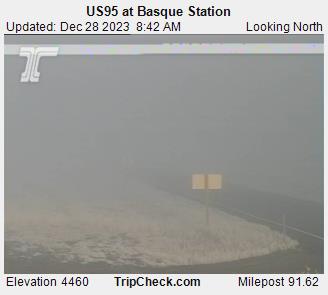 US95 at Basque Station
Updated: Dec 28 2023 8:42 AM Looking North
Elevation 4460 TripCheck.com Milepost 91.62